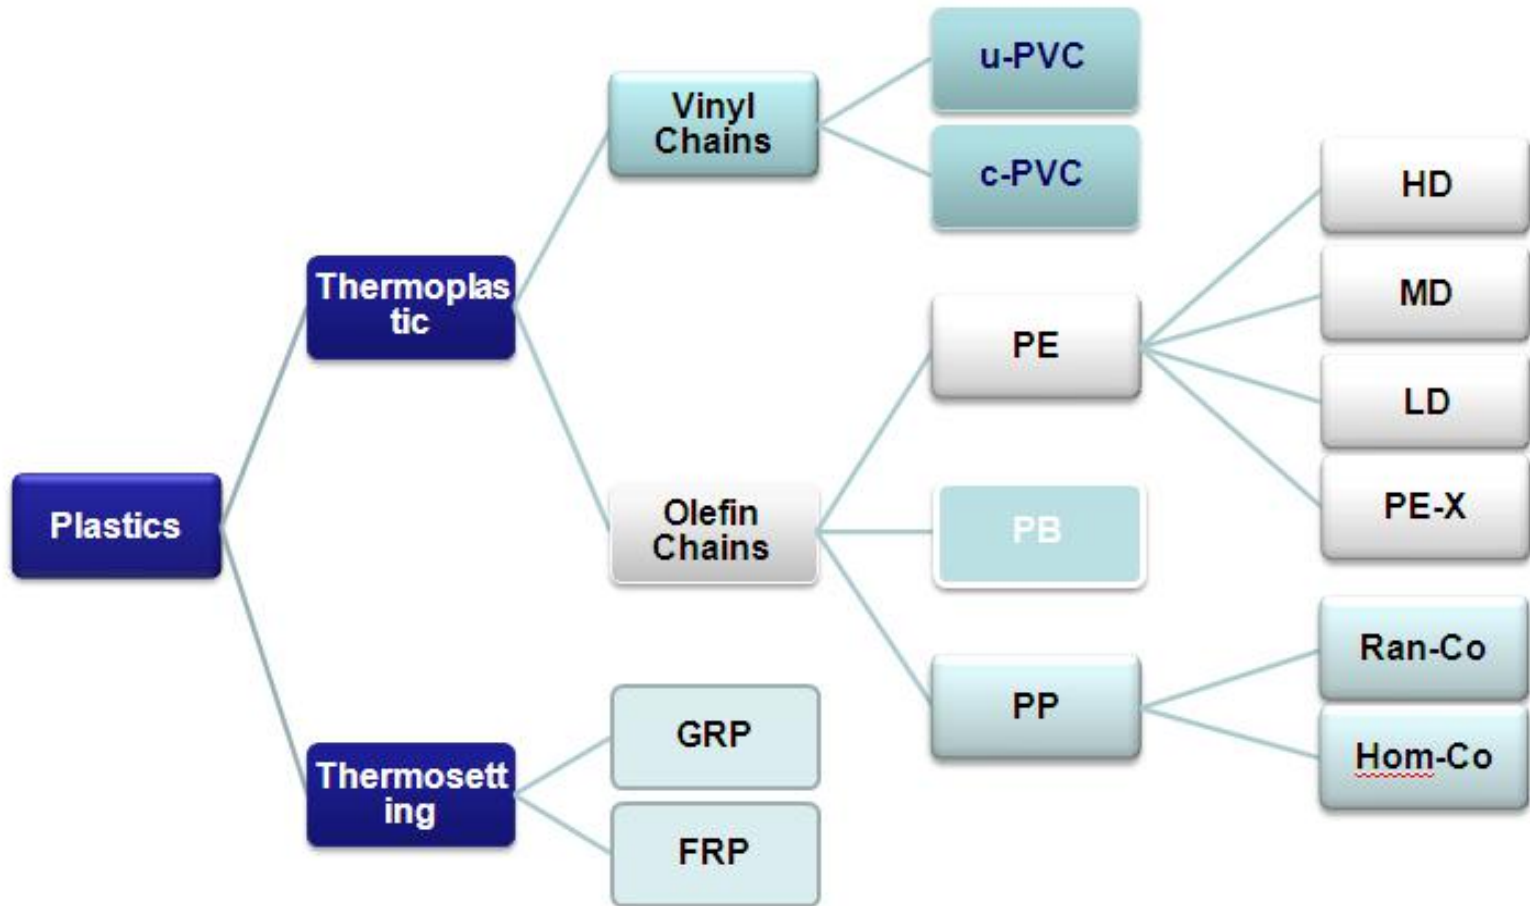 u-PVC
Vinyl
Chains
c-PVC
HD
Thermoplas
tic
MD
PE
LD
Plastics
Olefin
Chains
PB
PE-X
Ran-Co
PP
GRP
Hom-Co
Thermosett
ing
FRP